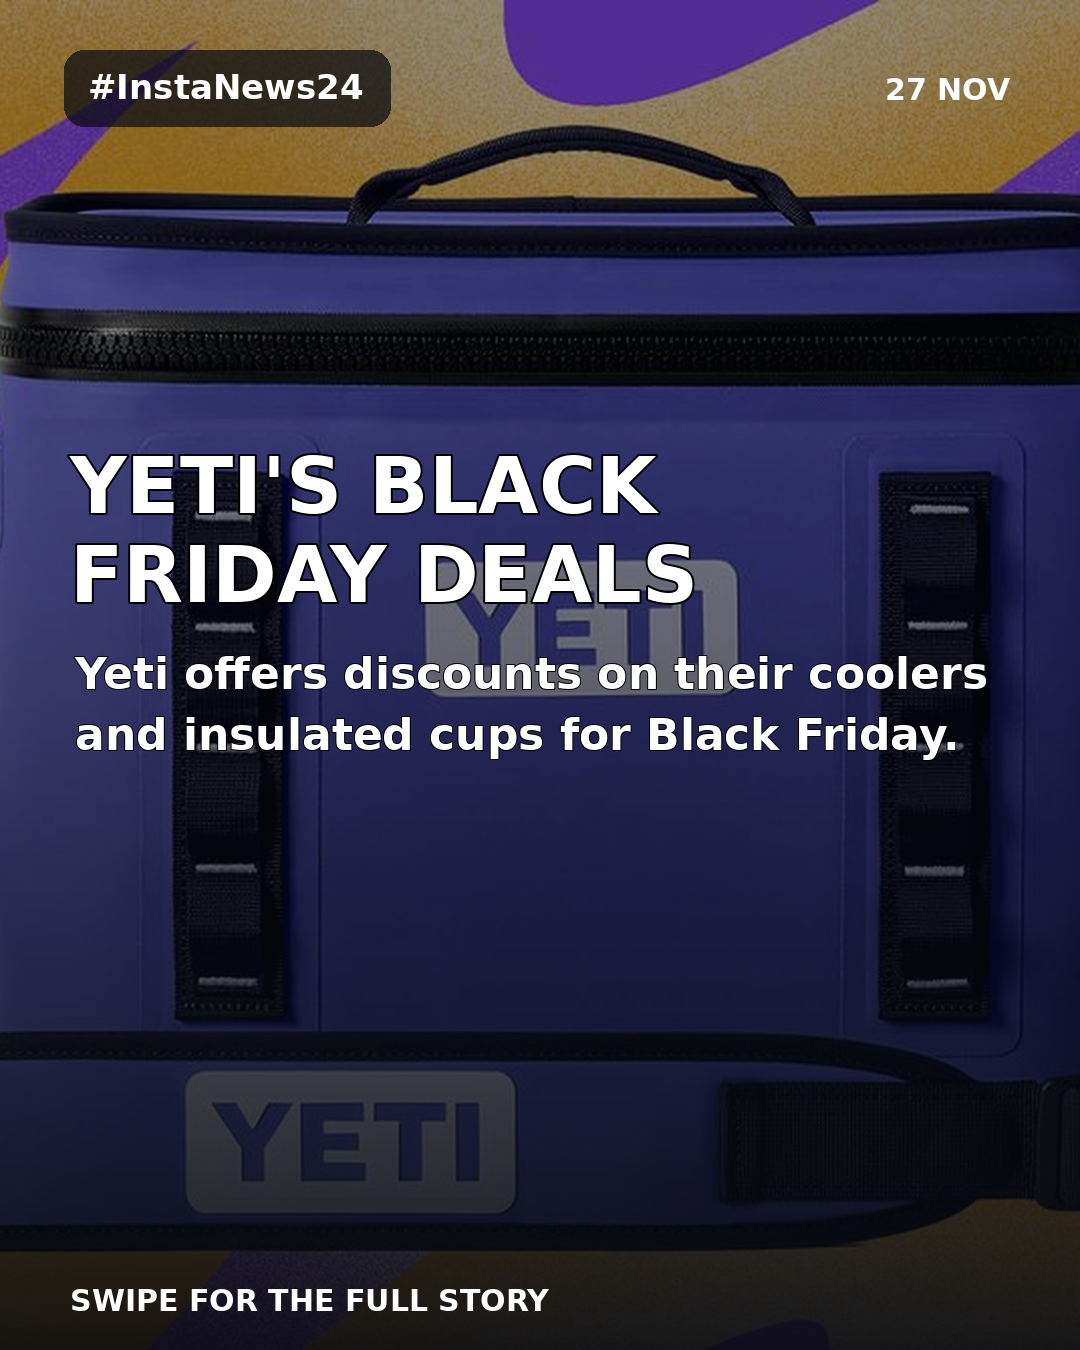 #InstaNews24
27 NOV
YETI'S BLACK
FRIDAY DEALS
YETI
Yeti offers discounts on their coolers
and insulated cups for Black Friday.
YETI
SWIPE FOR THE FULL STORY